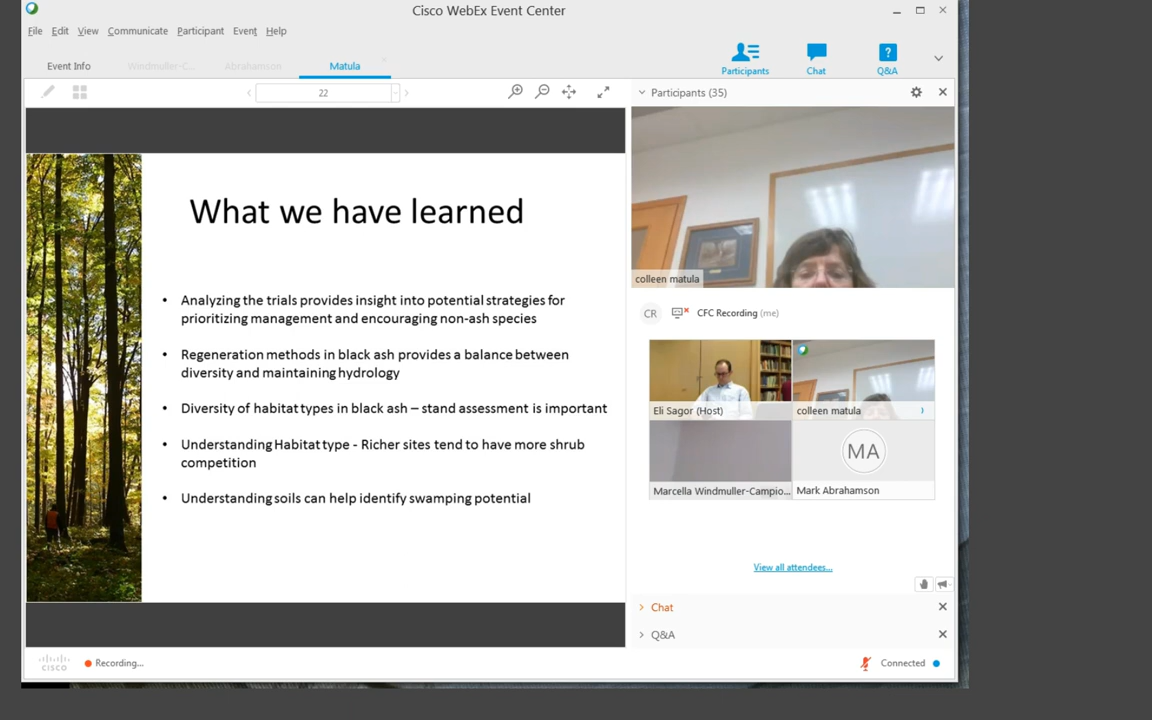 Cisco WebEx Event Center
File Edit View Communicate Participant Event Help
Event Info Windmuller-C... Abrahamson Matula
Participants Chat ? Q&A
22
Participants (35)
What we have learned
• Analyzing the trials provides insight into potential strategies for
prioritizing management and encouraging non-ash species
• Regeneration methods in black ash provides a balance between
diversity and maintaining hydrology
• Diversity of habitat types in black ash – stand assessment is important
• Understanding Habitat type - Richer sites tend to have more shrub
competition
• Understanding soils can help identify swamping potential
colleen matula
CR CFC Recording (me)
Eli Sagor (Host)
colleen matula
Marcella Windmuller-Campio...
MA
Mark Abrahamson
View all attendees...
Chat
Q&A
cisco Recording...
Connected